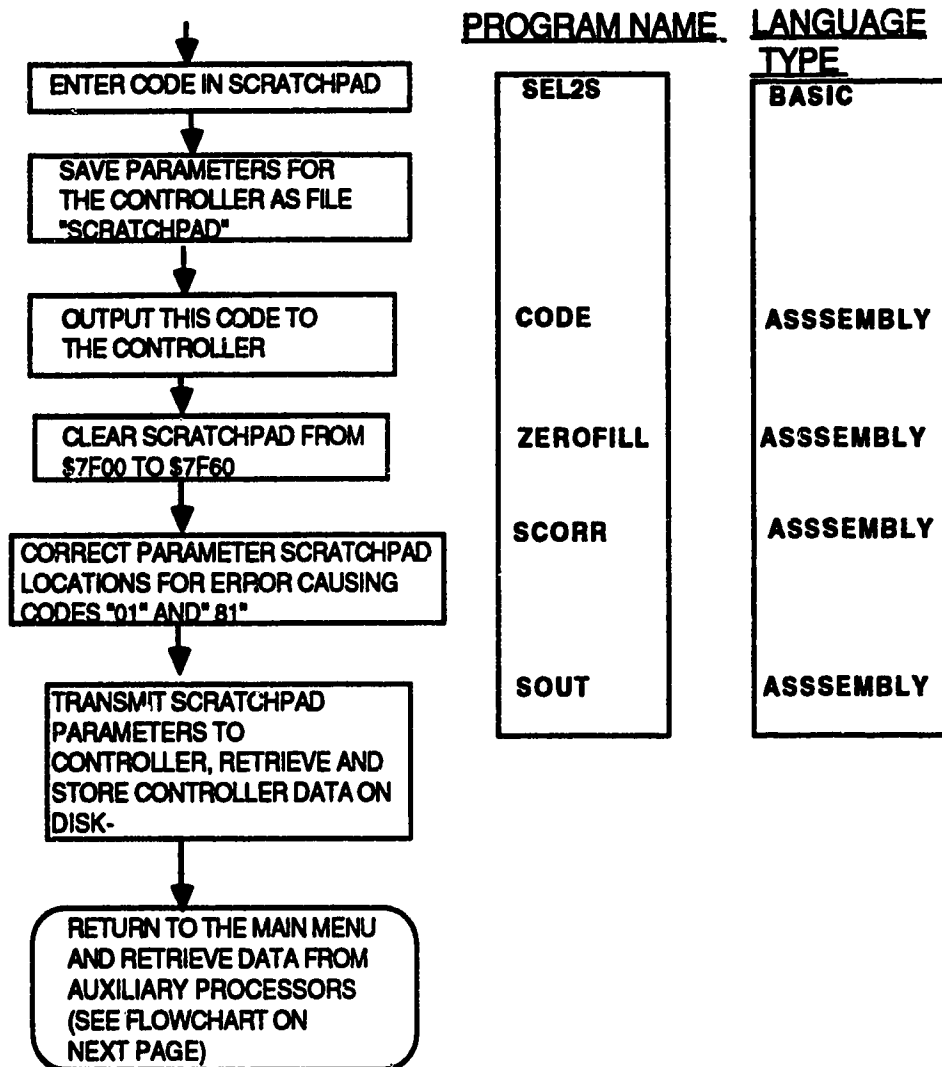 ENTER CODE IN SCRATCHPAD
SAVE PARAMETERS FOR
THE CONTROLLER AS FILE
"SCRATCHPAD"
OUTPUT THIS CODE TO
THE CONTROLLER
CLEAR SCRATCHPAD FROM
$7F00 TO $7F60
CORRECT PARAMETER SCRATCHPAD
LOCATIONS FOR ERROR CAUSING
CODES "01" AND" 81"
TRANSMIT SCRATCHPAD
PARAMETERS TO
CONTROLLER, RETRIEVE AND
STORE CONTROLLER DATA ON
DISK-
RETURN TO THE MAIN MENU
AND RETRIEVE DATA FROM
AUXILIARY PROCESSORS
(SEE FLOWCHART ON
NEXT PAGE)
PROGRAM NAME
SEL2S
CODE
ZEROFILL
SCORR
SOUT
LANGUAGE
TYPE
BASIC
ASSSEMBLY
ASSSEMBLY
ASSSEMBLY
ASSSEMBLY